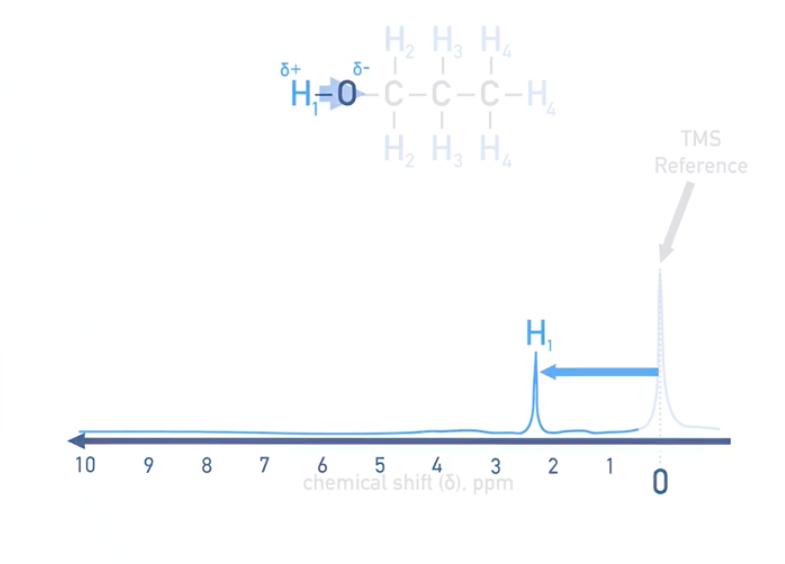 H₂ H₃ H₄
δ+ δ-
H₁–O–C–C–C–H₄
H₂ H₃ H₄
TMS
Reference
H₁
10 9 8 7 6 5 4 3 2 1 0
chemical shift (δ), ppm